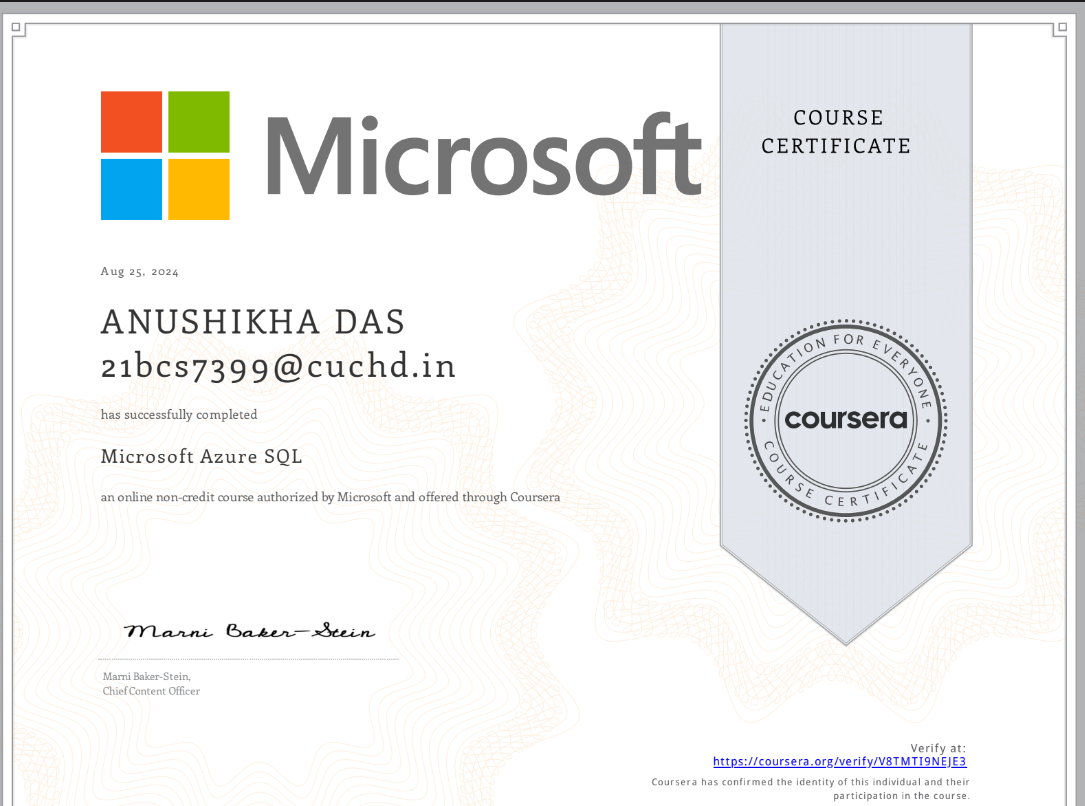 Microsoft
COURSE
CERTIFICATE
Aug 25, 2024
ANUSHIKHA DAS
21bcs7399@cuchd.in
has successfully completed
Microsoft Azure SQL
an online non-credit course authorized by Microsoft and offered through Coursera
EDUCATION FOR EVERYONE
coursera
COURSE CERTIFICATE
Marni Baker-Stein
Marni Baker-Stein,
Chief Content Officer
Verify at:
https://coursera.org/verify/V8TMTI9NEJE3
Coursera has confirmed the identity of this individual and their
participation in the course.